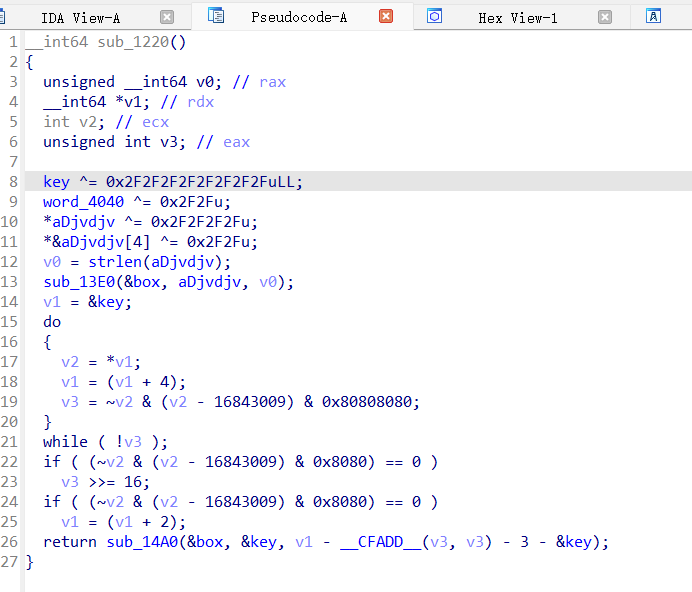 IDA View-A Pseudocode-A Hex View-1 A
1 __int64 sub_1220()
2 {
3 unsigned __int64 v0; // rax
4 __int64 *v1; // rdx
5 int v2; // ecx
6 unsigned int v3; // eax
7
8 key ^= 0x2F2F2F2F2F2F2F2FuLL;
9 word_4040 ^= 0x2F2Fu;
10 *aDjvdjv ^= 0x2F2F2F2Fu;
11 *&aDjvdjv[4] ^= 0x2F2Fu;
12 v0 = strlen(aDjvdjv);
13 sub_13E0(&box, aDjvdjv, v0);
14 v1 = &key;
15 do
16 {
17 v2 = *v1;
18 v1 = (v1 + 4);
19 v3 = ~v2 & (v2 - 16843009) & 0x80808080;
20 }
21 while ( !v3 );
22 if ( (~v2 & (v2 - 16843009) & 0x8080) == 0 )
23 v3 >>= 16;
24 if ( (~v2 & (v2 - 16843009) & 0x8080) == 0 )
25 v1 = (v1 + 2);
26 return sub_14A0(&box, &key, v1 - __CFADD__(v3, v3) - 3 - &key);
27 }